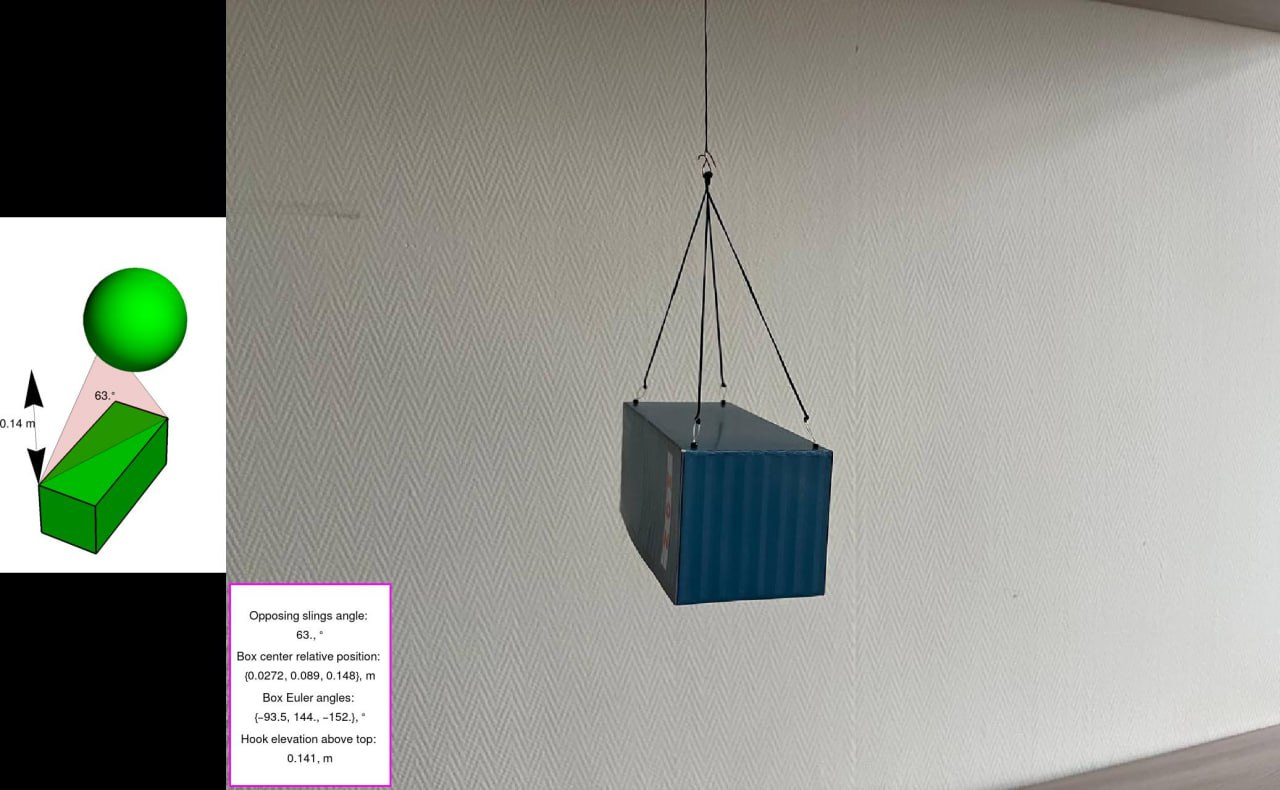 63.°
0.14 m
Opposing slings angle:
63., °
Box center relative position:
{0.0272, 0.089, 0.148}, m
Box Euler angles:
{−93.5, 144., −152.}, °
Hook elevation above top:
0.141, m